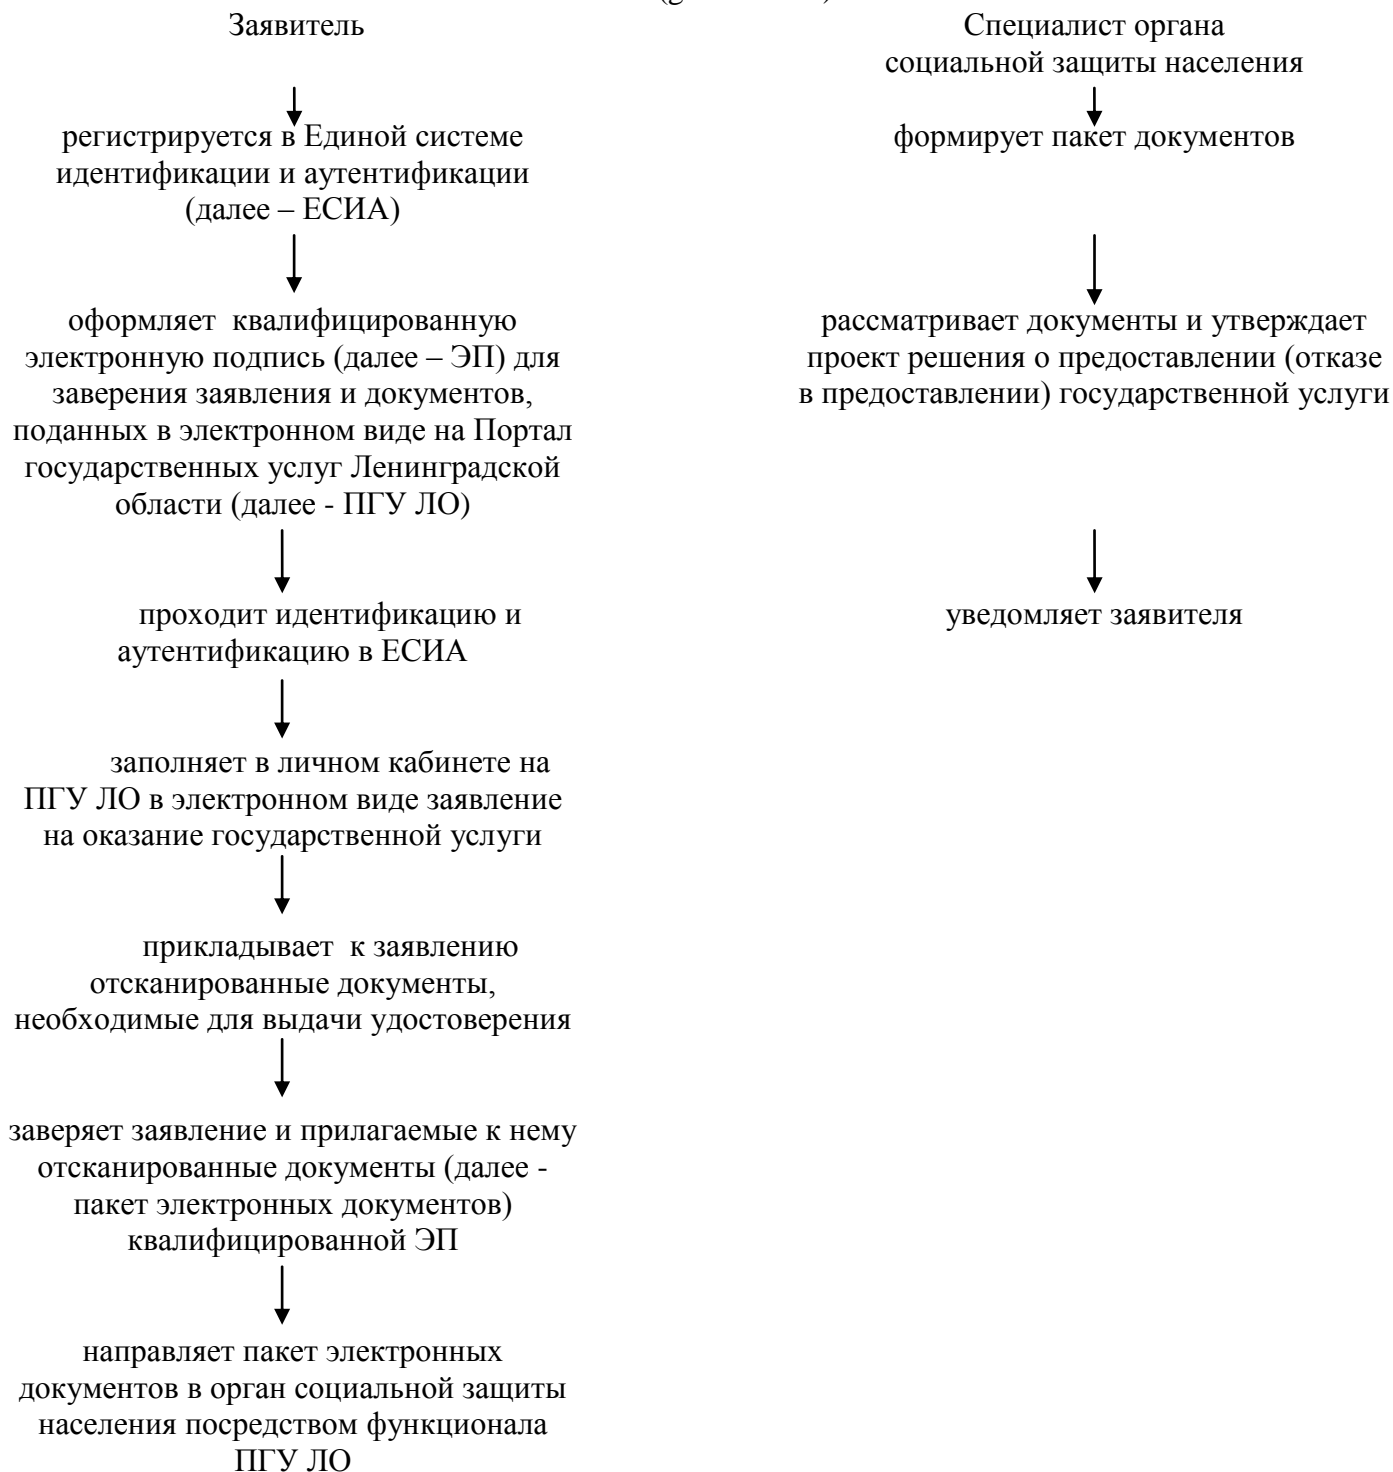 Заявитель
регистрируется в Единой системе
идентификации и аутентификации
(далее – ЕСИА)
оформляет квалифицированную
электронную подпись (далее – ЭП) для
заверения заявления и документов,
поданных в электронном виде на Портал
государственных услуг Ленинградской
области (далее - ПГУ ЛО)
проходит идентификацию и
аутентификацию в ЕСИА
заполняет в личном кабинете на
ПГУ ЛО в электронном виде заявление
на оказание государственной услуги
прикладывает к заявлению
отсканированные документы,
необходимые для выдачи удостоверения
заверяет заявление и прилагаемые к нему
отсканированные документы (далее -
пакет электронных документов)
квалифицированной ЭП
направляет пакет электронных
документов в орган социальной защиты
населения посредством функционала
ПГУ ЛО
Специалист органа
социальной защиты населения
формирует пакет документов
рассматривает документы и утверждает
проект решения о предоставлении (отказе
в предоставлении) государственной услуги
уведомляет заявителя